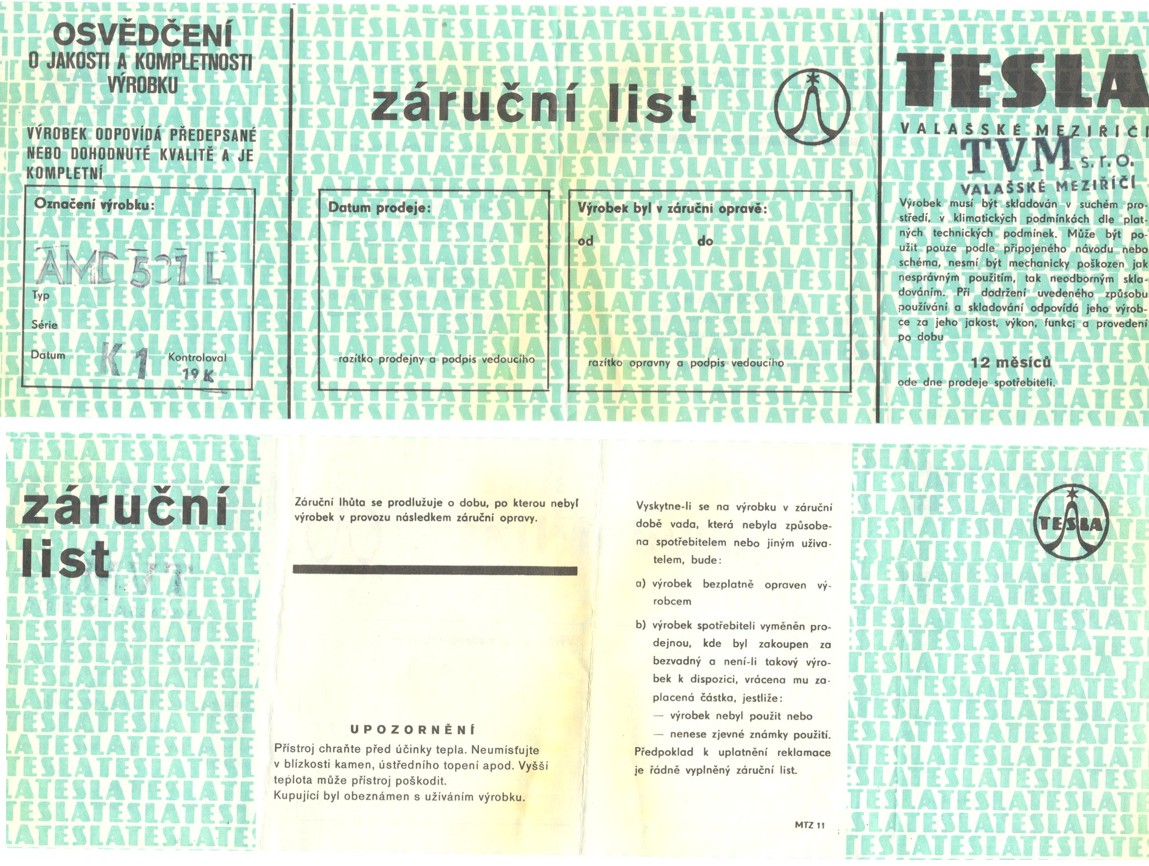 OSVĚDČENÍ
O JAKOSTI A KOMPLETNOSTI
VÝROBKU
VÝROBEK ODPOVÍDÁ PŘEDEPSANÉ
NEBO DOHODNUTÉ KVALITĚ A JE
KOMPLETNÍ
Označení výrobku:
AMD 501 L
Typ
Série
Datum K 1 Kontroloval
19 K
záruční list
Datum prodeje:
razítko prodejny a podpis vedoucího
Výrobek byl v záruční opravě:
od do
razítko opravny a podpis vedoucího
TESLA
VALAŠSKÉ MEZIŘÍČÍ
TVM s.r.o.
VALAŠSKÉ MEZIŘÍČÍ
Výrobek musí být skladován v suchém pro-
středí, v klimatických podmínkách dle plat-
ných technických podmínek. Může být po-
užit pouze podle připojeného návodu nebo
schéma, nesmí být mechanicky poškozen jak
nesprávným použitím, tak neodborným skla-
dováním. Při dodržení uvedeného způsobu
používání a skladování odpovídá jeho výrob-
ce za jeho jakost, výkon, funkci a provedení
po dobu
12 měsíců
ode dne prodeje spotřebiteli.
záruční
list
Záruční lhůta se prodlužuje o dobu, po kterou nebyl
výrobek v provozu následkem záruční opravy.
UPOZORNĚNÍ
Přístroj chraňte před účinky tepla. Neumísťujte
v blízkosti kamen, ústředního topení apod. Vyšší
teplota může přístroj poškodit.
Kupující byl obeznámen s užíváním výrobku.
Vyskytne-li se na výrobku v záruční
době vada, která nebyla způsobe-
na spotřebitelem nebo jiným uživa-
telem, bude:
a) výrobek bezplatně opraven vý-
robcem
b) výrobek spotřebiteli vyměněn pro-
dejnou, kde byl zakoupen za
bezvadný a není-li takový výro-
bek k dispozici, vrácena mu za-
placená částka, jestliže:
— výrobek nebyl použit nebo
— nenese zjevné známky použití.
Předpoklad k uplatnění reklamace
je řádně vyplněný záruční list.
MTZ 11
TESLA